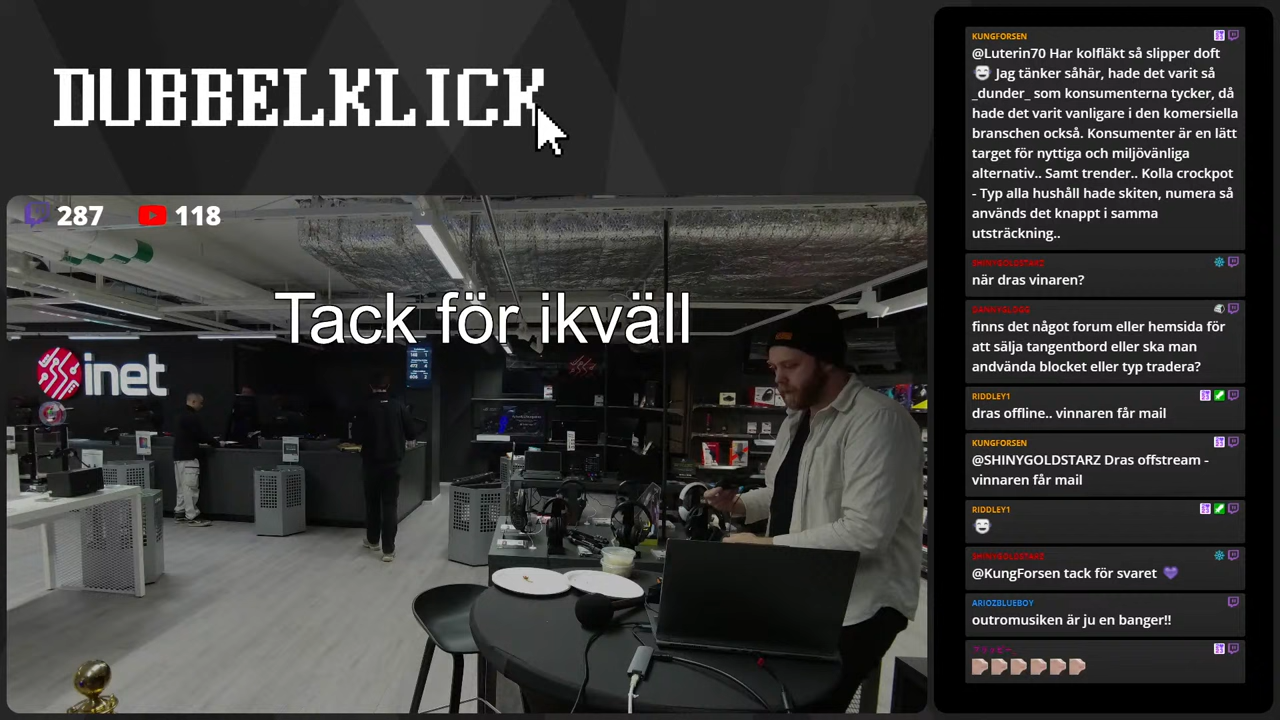 DUBBELKLICK
287
118
Tack för ikväll
inet
KUNGFORSEN
@Luterin70 Har kolfläkt så slipper doft
Jag tänker såhär, hade det varit så
_dunder_ som konsumenterna tycker, då
hade det varit vanligare i den komersiella
branschen också. Konsumenter är en lätt
target för nyttiga och miljövänliga
alternativ.. Samt trender.. Kolla crockpot
- Typ alla hushåll hade skiten, numera så
används det knappt i samma
utsträckning..
SHINYGOLDSTARZ
när dras vinaren?
finns det något forum eller hemsida för
att sälja tangentbord eller ska man
andvända blocket eller typ tradera?
RIDDLEY1
dras offline.. vinnaren får mail
KUNGFORSEN
@SHINYGOLDSTARZ Dras offstream -
vinnaren får mail
RIDDLEY1
SHINYGOLDSTARZ
@KungForsen tack för svaret
ARIOZBLUEBOY
outromusiken är ju en banger!!